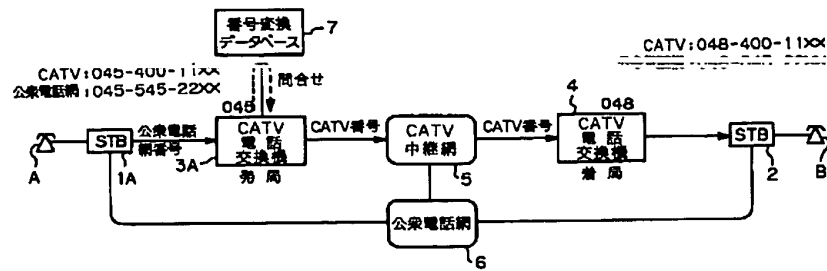 番号変換
データベース
7
CATV:045-400-11XX
公衆電話網:045-545-22XX
問合せ
CATV:048-400-11XX
045
4
048
A
STB
1A
公衆電話
網番号
CATV
電話
交換機
3A
発局
CATV番号
CATV
中継網
5
CATV番号
CATV
電話
交換機
着局
STB
2
B
公衆電話網
6